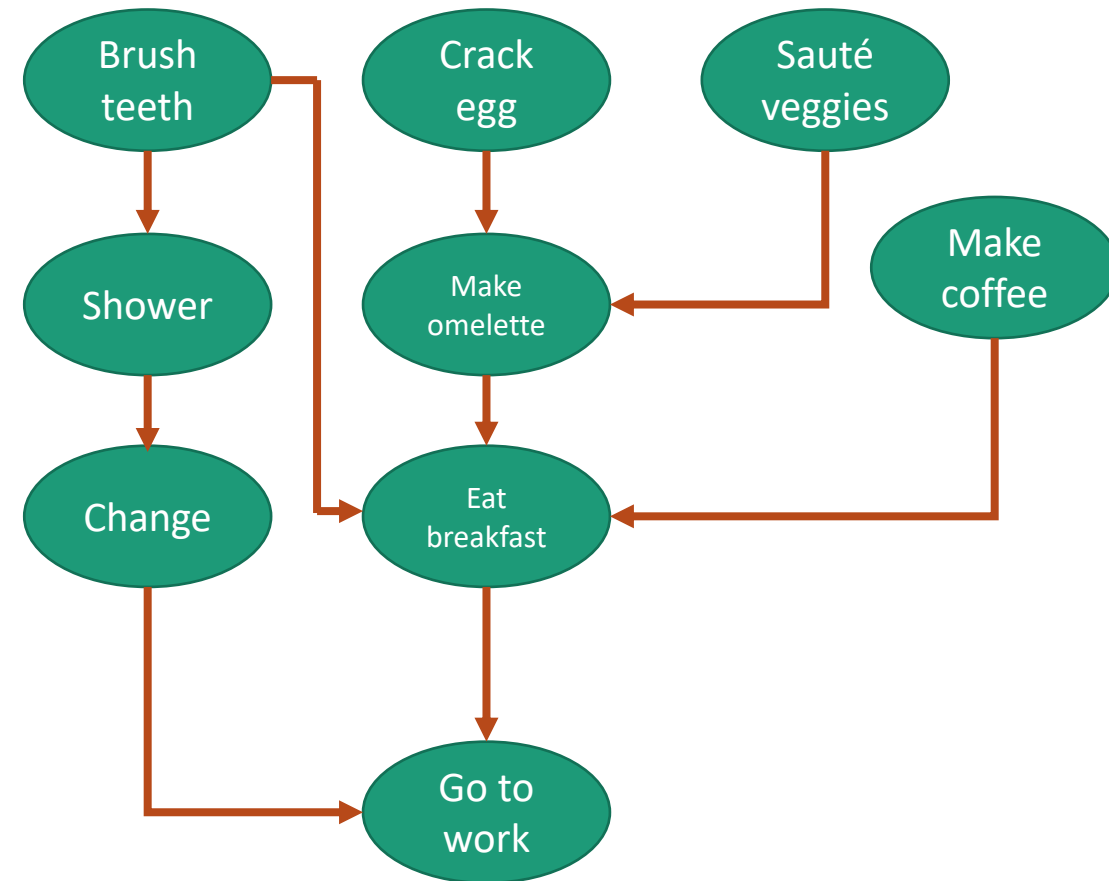 Brush
teeth
Crack
egg
Sauté
veggies
Shower
Make
omelette
Make
coffee
Change
Eat
breakfast
Go to
work